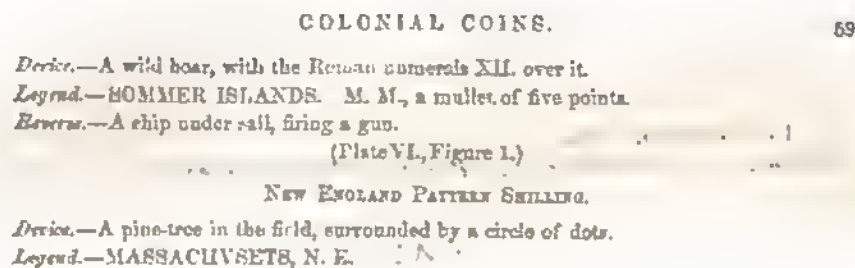 COLONIAL COINS. 69
Device.—A wild boar, with the Roman numerals XII. over it.
Legend.—SOMMER ISLANDS. M. M., a mullet of five points.
Reverse.—A ship under sail, firing a gun.
(Plate VI., Figure 1.)
NEW ENGLAND PATTERN SHILLING.
Device.—A pine-tree in the field, surrounded by a circle of dots.
Legend.—MASSACHVSETS, N. E.